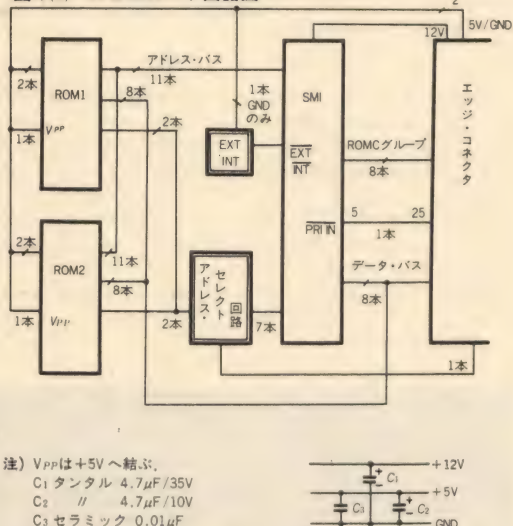 2
5V/GND
12V
アドレス・バス
11本
2本
8本
ROM1
1本
GND
のみ
SMI
2本
EXT
INT
1本
VPP
EXT
INT
ROMCグループ
8本
エッジ・コネクタ
PRI IN
5
25
1本
2本
11本
ROM2
8本
アドレス・
セレクト
回路
データ・バス
8本
1本
VPP
2本
7本
1本
注) VPPは+5Vへ結ぶ.
C1 タンタル 4.7μF/35V
C2 〃 4.7μF/10V
C3 セラミック 0.01μF
+12V
C1
+5V
C3
C2
GND